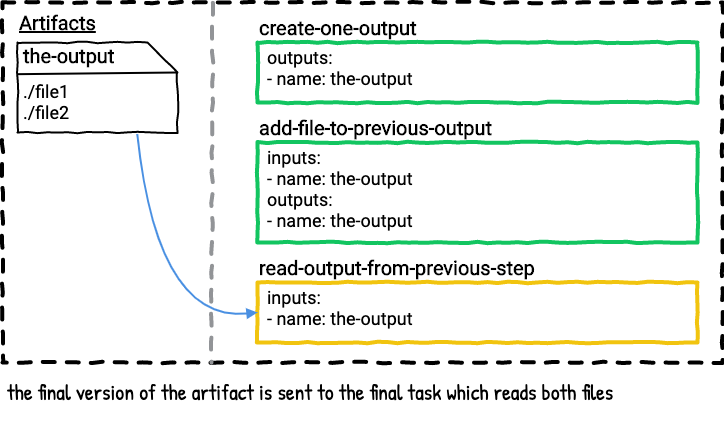 Artifacts
the-output
./file1
./file2
create-one-output
outputs:
- name: the-output
add-file-to-previous-output
inputs:
- name: the-output
outputs:
- name: the-output
read-output-from-previous-step
inputs:
- name: the-output
the final version of the artifact is sent to the final task which reads both files